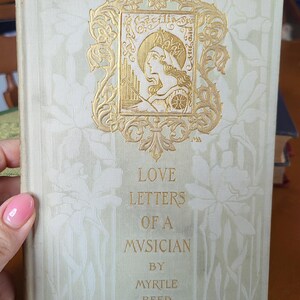 LOVE
LETTERS
OF A
MVSICIAN
BY
MYRTLE
REED